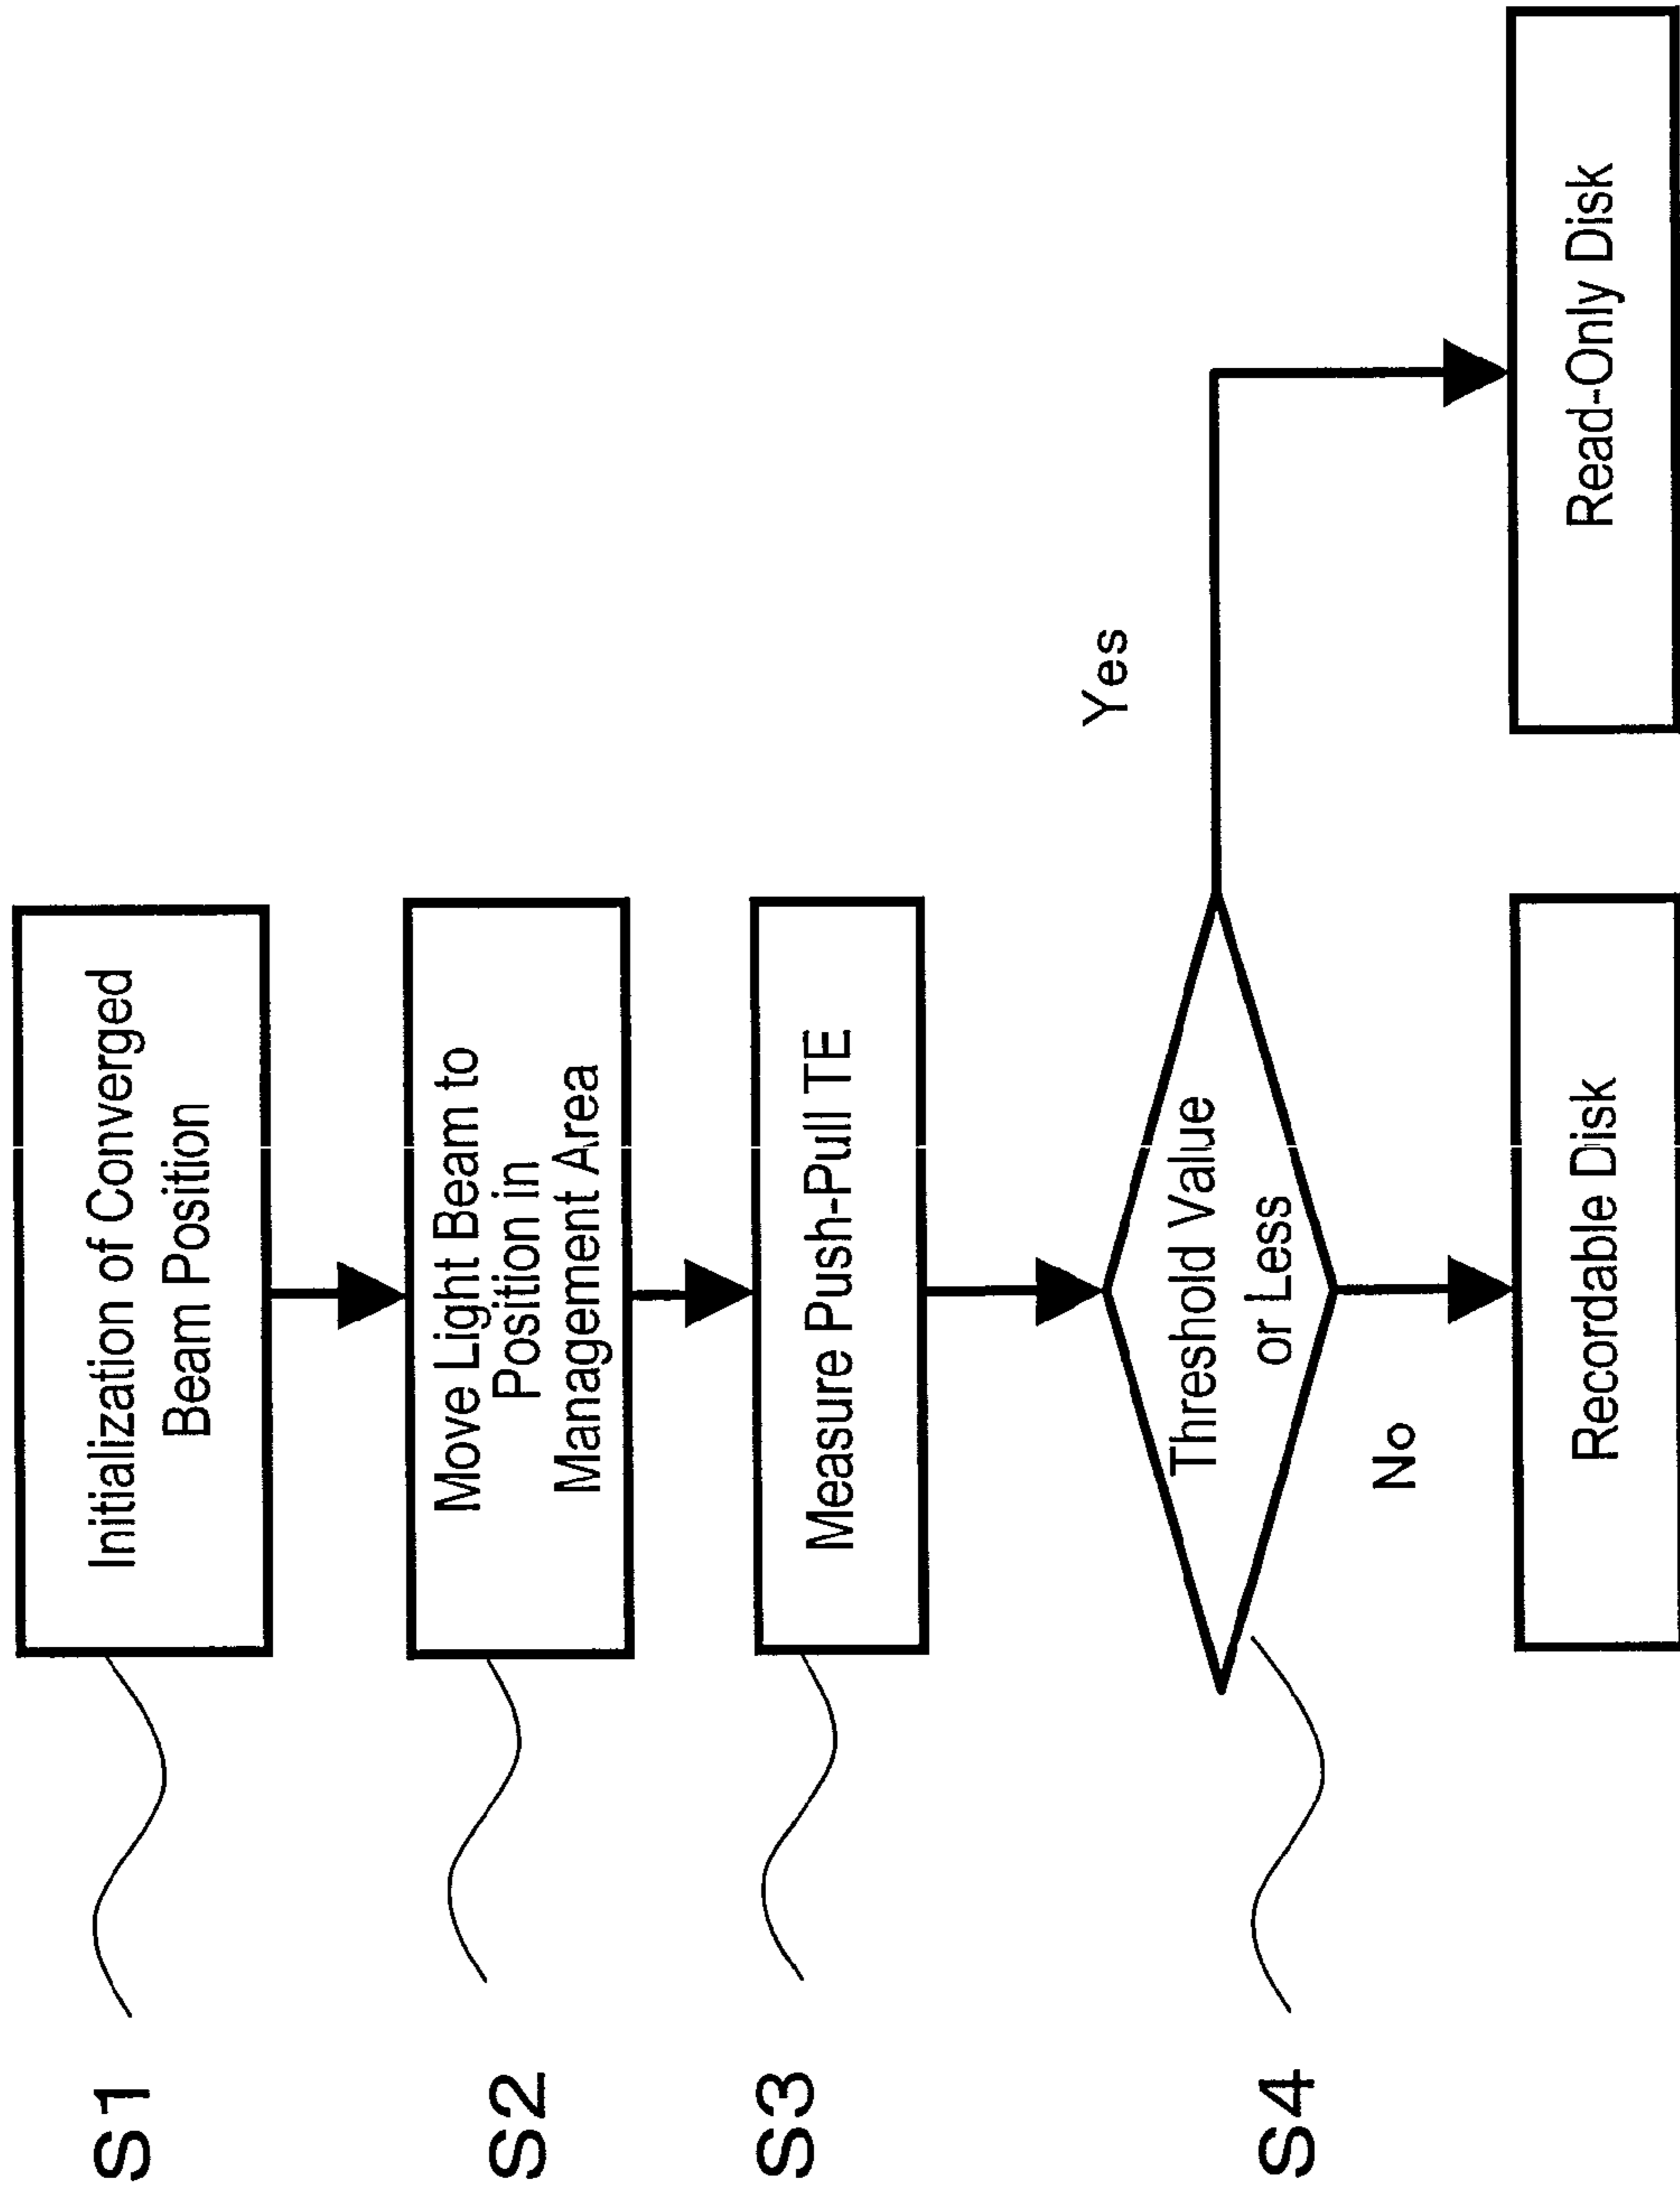 S1
Initialization of Converged
Beam Position
S2
Move Light Beam to
Position in
Management Area
S3
Measure Push-Pull TE
S4
Threshold Value
or Less
Yes
No
Recordable Disk
Read-Only Disk